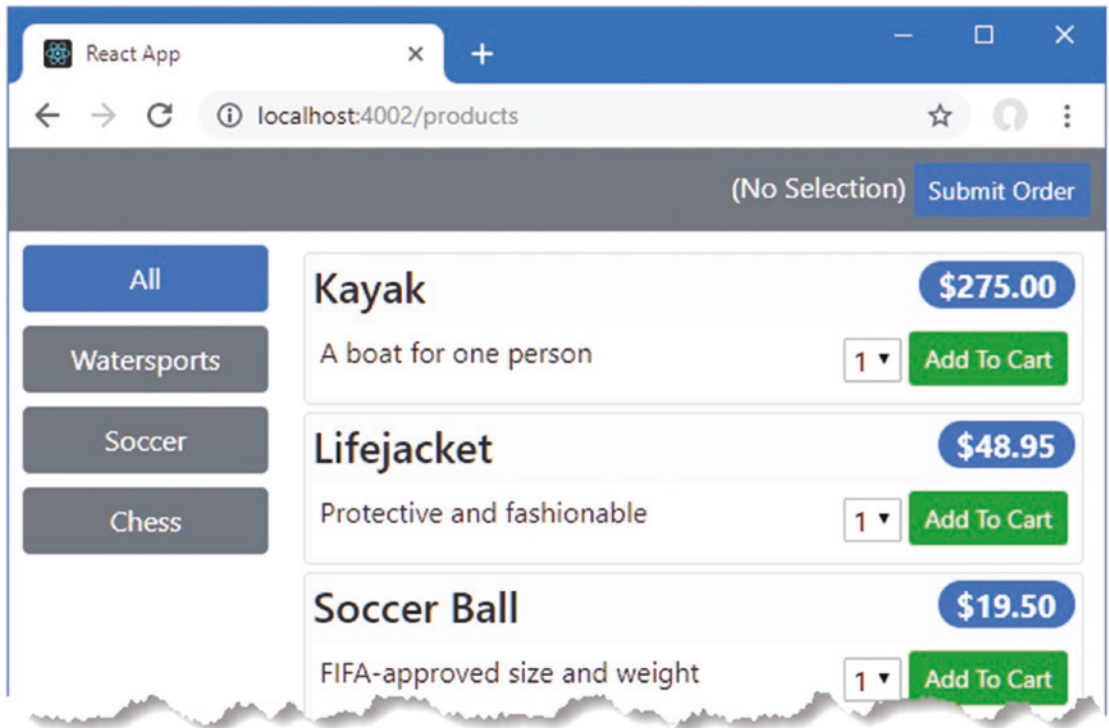 React App
localhost:4002/products
(No Selection) Submit Order
All
Watersports
Soccer
Chess
Kayak $275.00
A boat for one person 1 Add To Cart
Lifejacket $48.95
Protective and fashionable 1 Add To Cart
Soccer Ball $19.50
FIFA-approved size and weight 1 Add To Cart